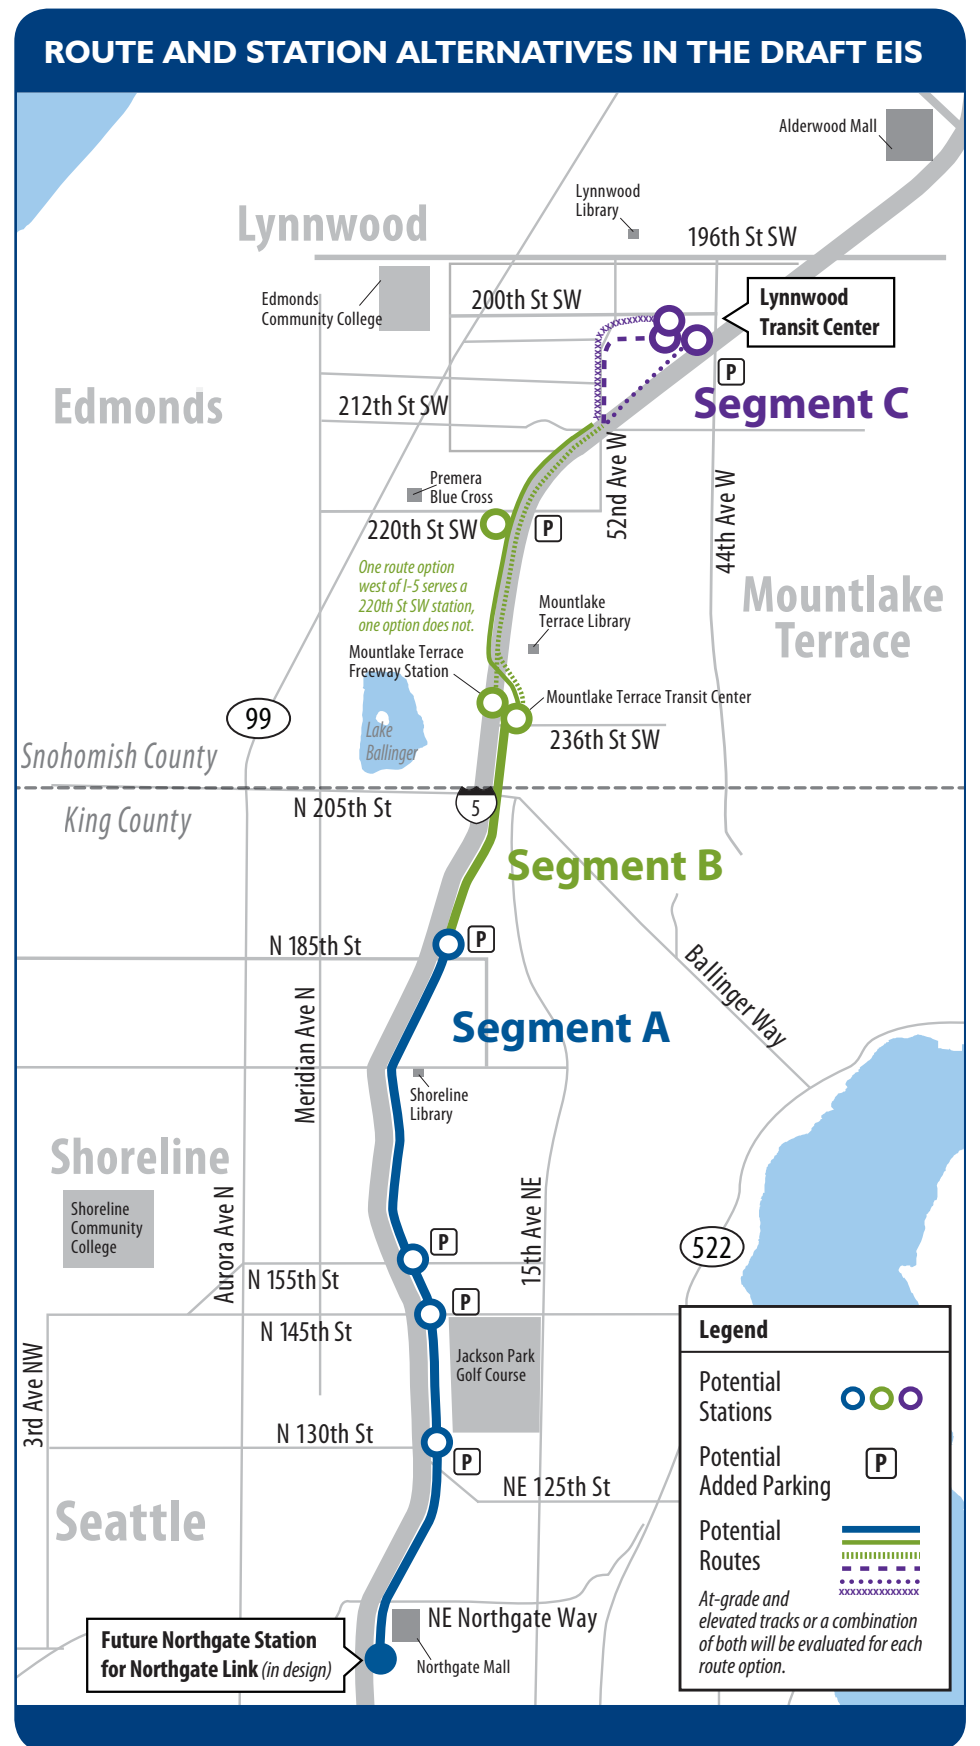 ROUTE AND STATION ALTERNATIVES IN THE DRAFT EIS
Alderwood Mall
Lynnwood
Library
Lynnwood
196th St SW
Edmonds
Community College
200th St SW
Lynnwood
Transit Center
P
Edmonds
212th St SW
Segment C
52nd Ave W
44th Ave W
Premera
Blue Cross
220th St SW
P
One route option
west of I-5 serves a
220th St SW station,
one option does not.
Mountlake
Terrace Library
Mountlake
Terrace
Mountlake Terrace
Freeway Station
Mountlake Terrace Transit Center
99
Lake
Ballinger
236th St SW
Snohomish County
King County
N 205th St
5
Segment B
N 185th St
P
Ballinger Way
Meridian Ave N
Segment A
Shoreline
Library
Shoreline
Shoreline
Community
College
Aurora Ave N
15th Ave NE
522
P
N 155th St
P
N 145th St
3rd Ave NW
Jackson Park
Golf Course
N 130th St
P
NE 125th St
Seattle
NE Northgate Way
Future Northgate Station
for Northgate Link (in design)
Northgate Mall
Legend
Potential
Stations
Potential
Added Parking
P
Potential
Routes
xxxxxxxxxxxxxx
At-grade and
elevated tracks or a combination
of both will be evaluated for each
route option.